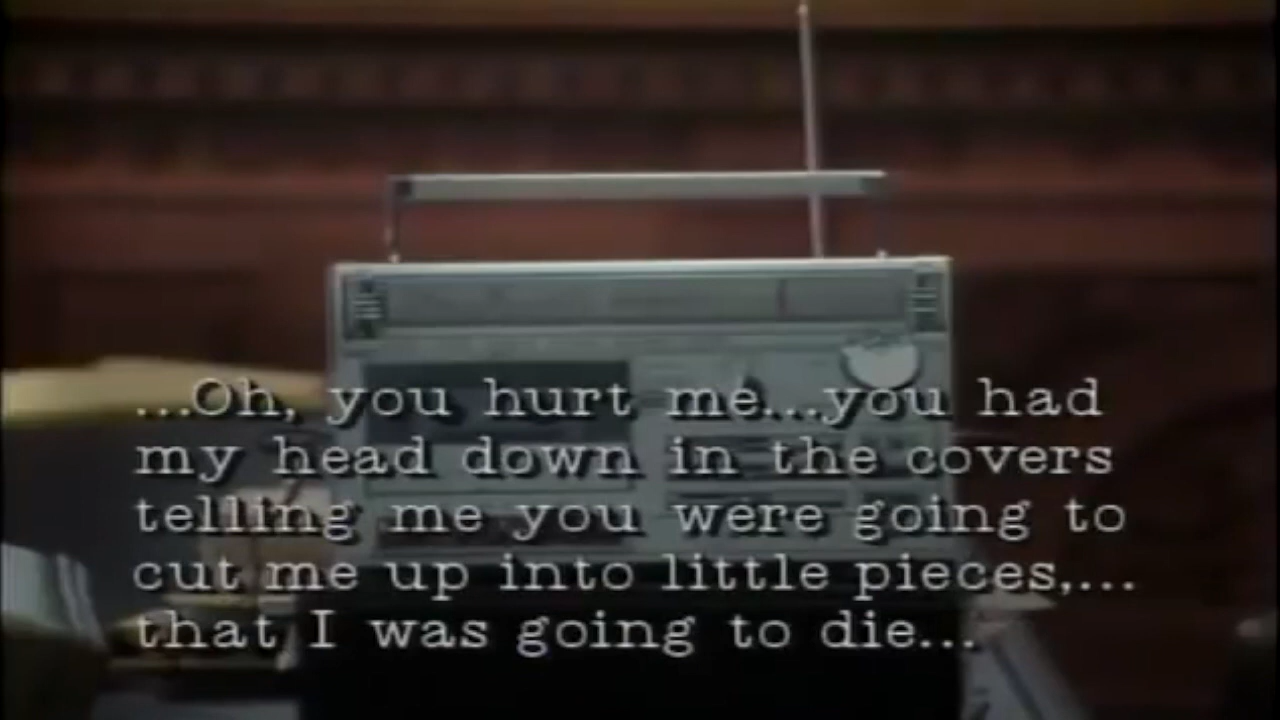 ...Oh, you hurt me...you had
my head down in the covers
telling me you were going to
cut me up into little pieces,...
that I was going to die...